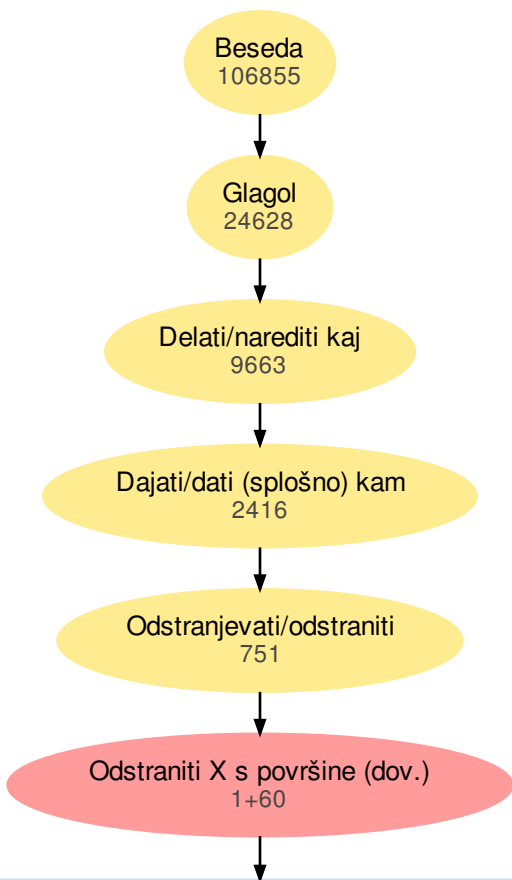 Beseda
106855
Glagol
24628
Delati/narediti kaj
9663
Dajati/dati (splošno) kam
2416
Odstranjevati/odstraniti
751
Odstraniti X s površine (dov.)
1+60